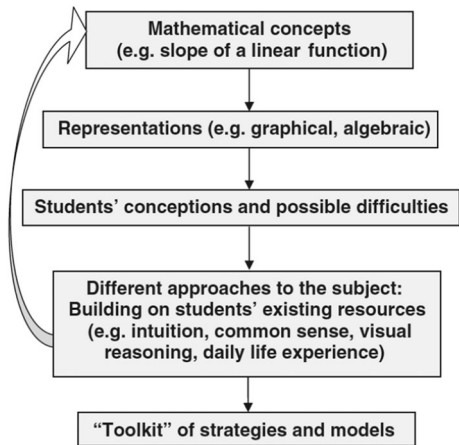 Mathematical concepts
(e.g. slope of a linear function)
Representations (e.g. graphical, algebraic)
Students’ conceptions and possible difficulties
Different approaches to the subject:
Building on students’ existing resources
(e.g. intuition, common sense, visual
reasoning, daily life experience)
“Toolkit” of strategies and models